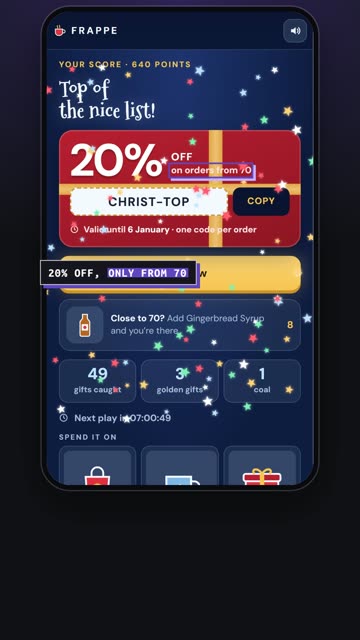 FRAPPE
YOUR SCORE · 640 POINTS
Top of
the nice list!
20% OFF
on orders from 70
CHRIST-TOP
COPY
Valid until 6 January · one code per order
20% OFF, ONLY FROM 70
Close to 70? Add Gingerbread Syrup
and you're there.
8
49
gifts caught
3
golden gifts
1
coal
Next play in 07:00:49
SPEND IT ON